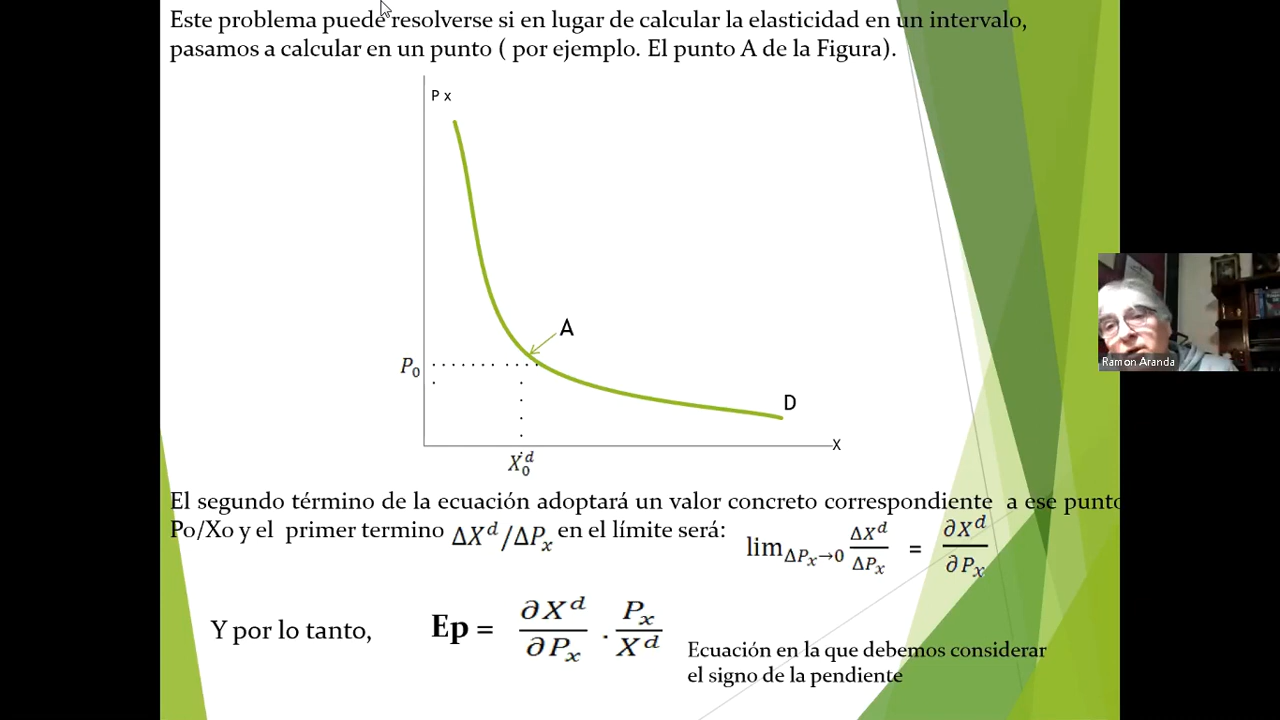 Este problema puede resolverse si en lugar de calcular la elasticidad en un intervalo,
pasamos a calcular en un punto ( por ejemplo. El punto A de la Figura).
P x
A
P₀
D
X
X₀ᵈ
Ramon Aranda
El segundo término de la ecuación adoptará un valor concreto correspondiente a ese punto
Po/Xo y el primer termino ΔXᵈ/ΔPₓ en el límite será: lim ΔPₓ→0 ΔXᵈ/ΔPₓ = ∂Xᵈ/∂Pₓ
Y por lo tanto, Ep = ∂Xᵈ/∂Pₓ . Pₓ/Xᵈ
Ecuación en la que debemos considerar
el signo de la pendiente